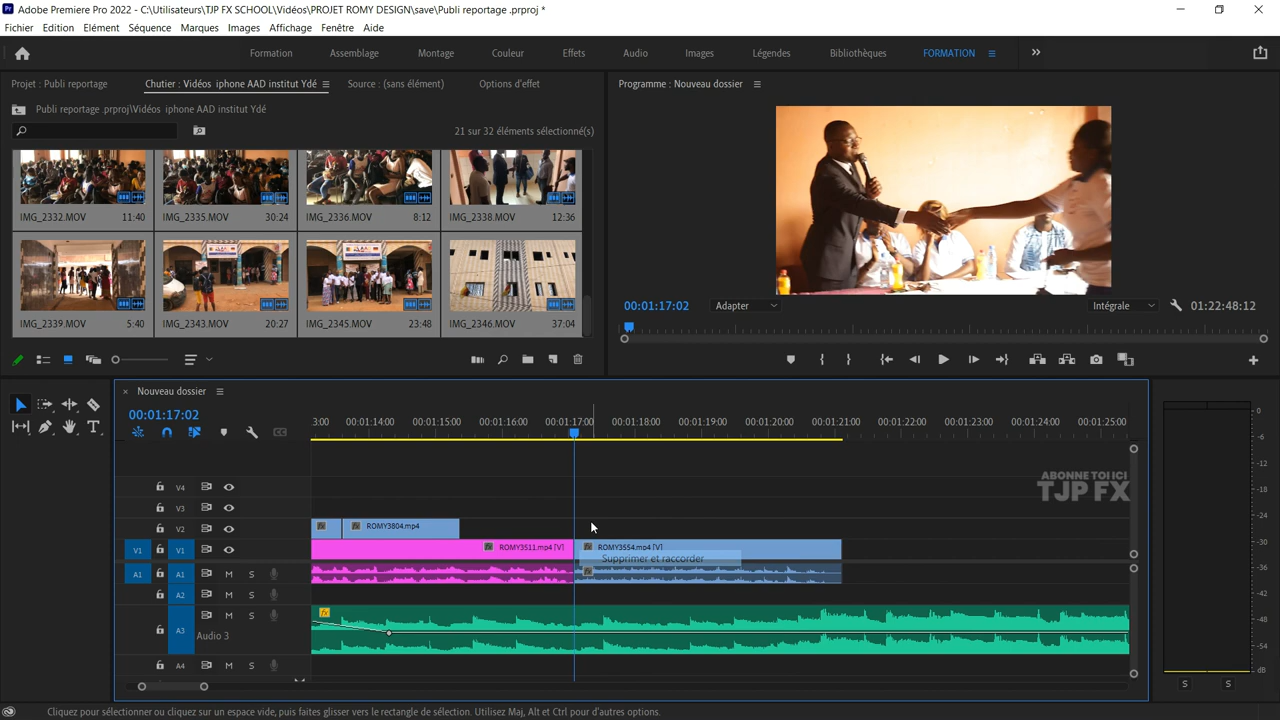 Adobe Premiere Pro 2022 - C:\Utilisateurs\TJP FX SCHOOL\Vidéos\PROJET ROMY DESIGN\save\Publi reportage .prproj *
Fichier Edition Elément Séquence Marques Images Affichage Fenêtre Aide
Formation Assemblage Montage Couleur Effets Audio Images Légendes Bibliothèques FORMATION
Projet : Publi reportage Chutier : Vidéos iphone AAD institut Ydé Source : (sans élément) Options d'effet
Programme : Nouveau dossier
Publi reportage .prproj\Vidéos iphone AAD institut Ydé
21 sur 32 éléments sélectionné(s)
IMG_2332.MOV 11:40 IMG_2335.MOV 30:24 IMG_2336.MOV 8:12 IMG_2338.MOV 12:36
IMG_2339.MOV 5:40 IMG_2343.MOV 20:27 IMG_2345.MOV 23:48 IMG_2346.MOV 37:04
00:01:17:02 Adapter Intégrale 01:22:48:12
Nouveau dossier
00:01:17:02
3:00 00:01:14:00 00:01:15:00 00:01:16:00 00:01:17:00 00:01:18:00 00:01:19:00 00:01:20:00 00:01:21:00 00:01:22:00 00:01:23:00 00:01:24:00 00:01:25:00
ABONNE TOI ICI
TJP FX
V4
V3
V2 fx fx ROMY3804.mp4
V1 V1 fx ROMY3511.mp4 [V] fx ROMY3554.mp4 [V]
Supprimer et raccorder
A1 A1 M S fx
A2 M S
fx
A3 M S
Audio 3
A4 M S
0
-6
-12
-18
-24
-30
-36
-42
-48
-54
dB
S S
Cliquez pour sélectionner ou cliquez sur un espace vide, puis faites glisser vers le rectangle de sélection. Utilisez Maj, Alt et Ctrl pour d'autres options.